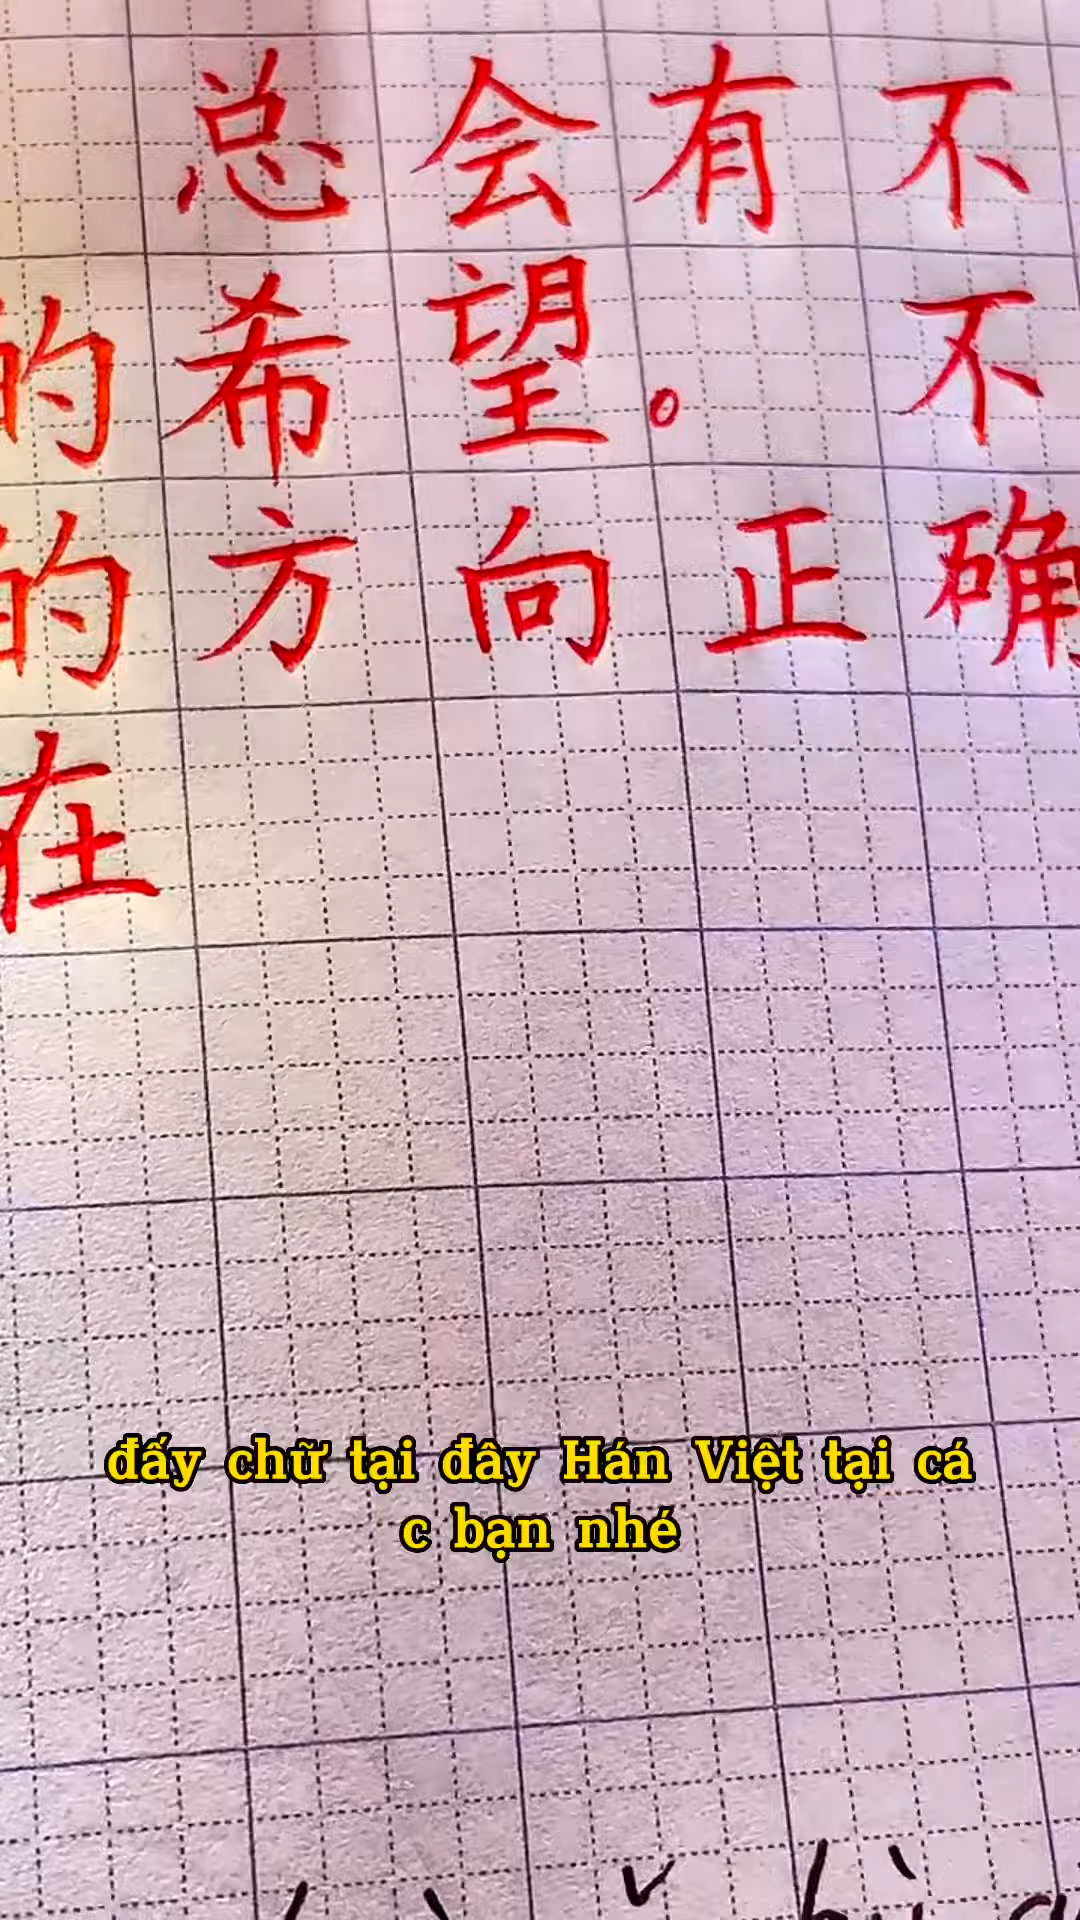 总会有不
的希望。不
的方向正确
在
đấy chữ tại đây Hán Việt tại cá
c bạn nhé